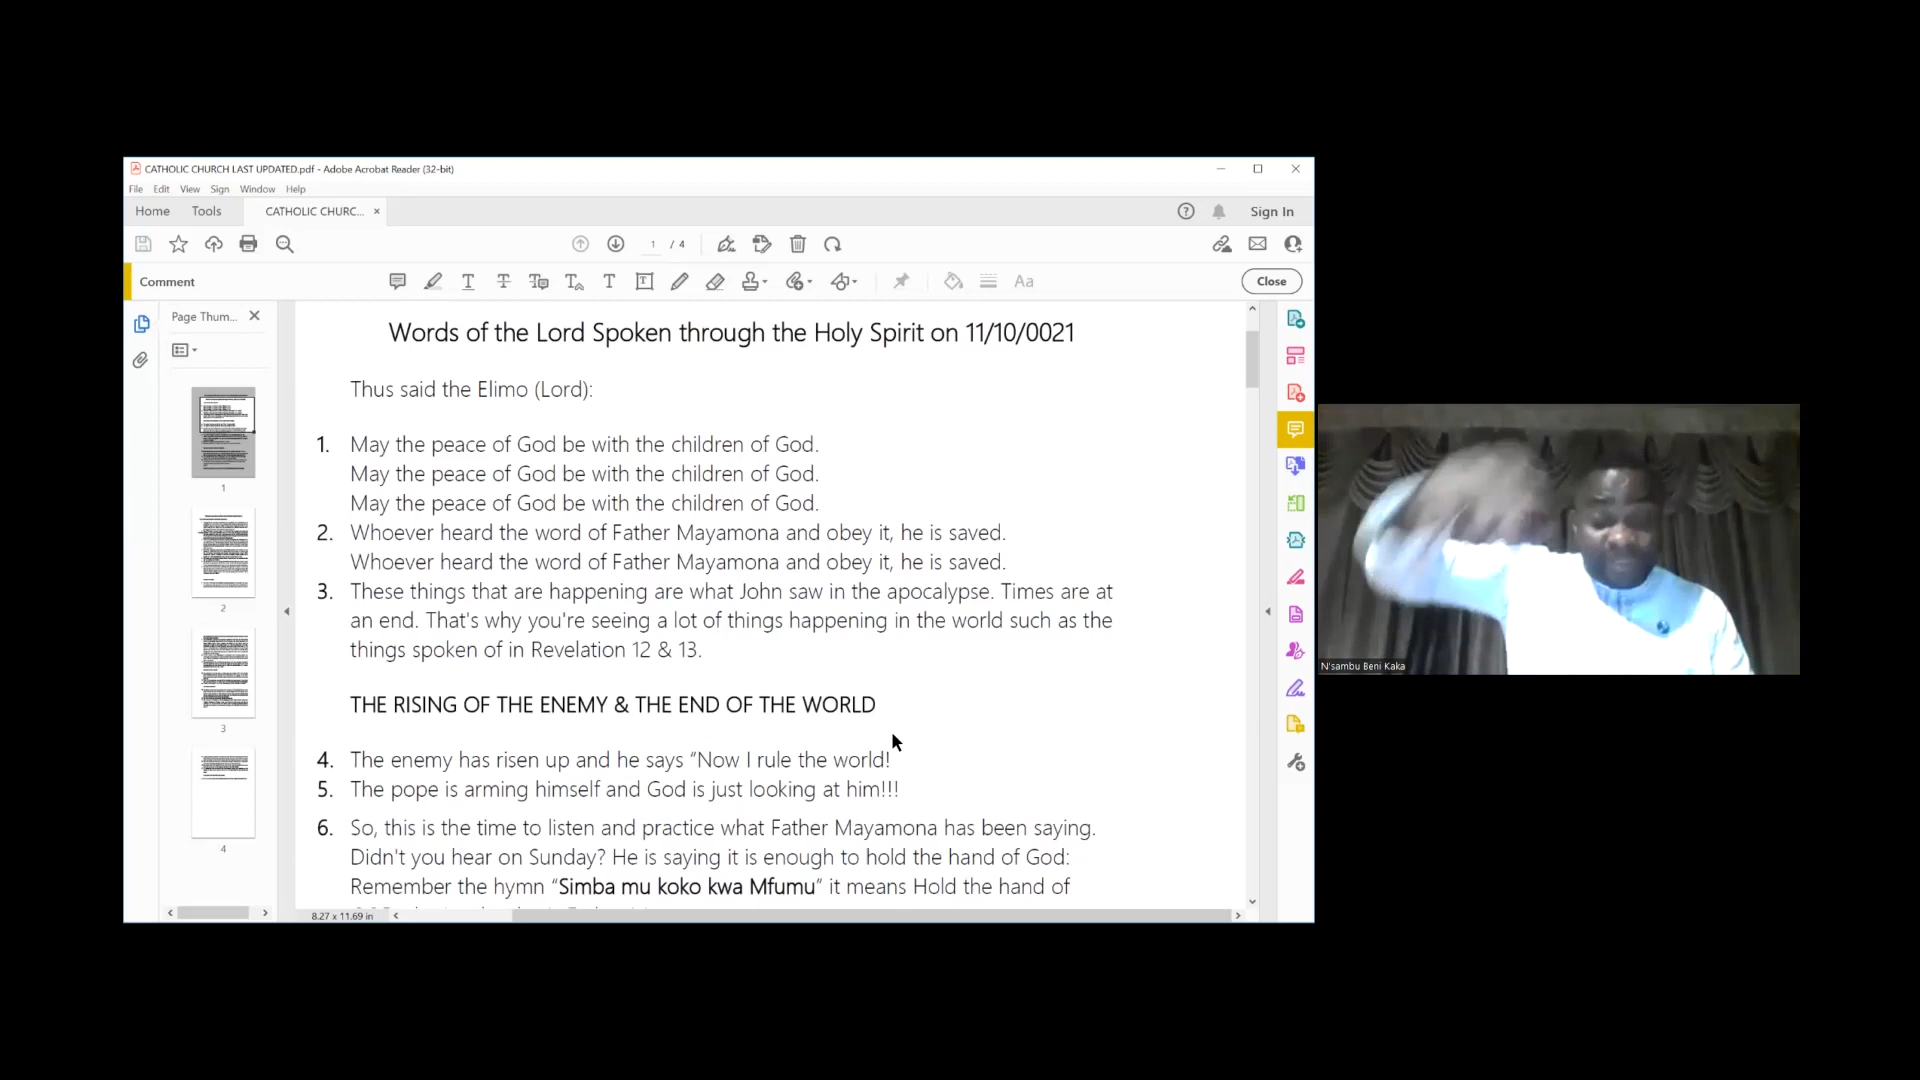 CATHOLIC CHURCH LAST UPDATED.pdf - Adobe Acrobat Reader (32-bit)
File Edit View Sign Window Help
Home Tools CATHOLIC CHURC... × Sign In
1 / 4
Comment Close
Page Thum...
1
2
3
4
Words of the Lord Spoken through the Holy Spirit on 11/10/0021
Thus said the Elimo (Lord):
1. May the peace of God be with the children of God.
May the peace of God be with the children of God.
May the peace of God be with the children of God.
2. Whoever heard the word of Father Mayamona and obey it, he is saved.
Whoever heard the word of Father Mayamona and obey it, he is saved.
3. These things that are happening are what John saw in the apocalypse. Times are at
an end. That's why you're seeing a lot of things happening in the world such as the
things spoken of in Revelation 12 & 13.
THE RISING OF THE ENEMY & THE END OF THE WORLD
4. The enemy has risen up and he says “Now I rule the world!
5. The pope is arming himself and God is just looking at him!!!
6. So, this is the time to listen and practice what Father Mayamona has been saying.
Didn't you hear on Sunday? He is saying it is enough to hold the hand of God:
Remember the hymn “Simba mu koko kwa Mfumu” it means Hold the hand of
8.27 x 11.69 in
N'sambu Beni Kaka